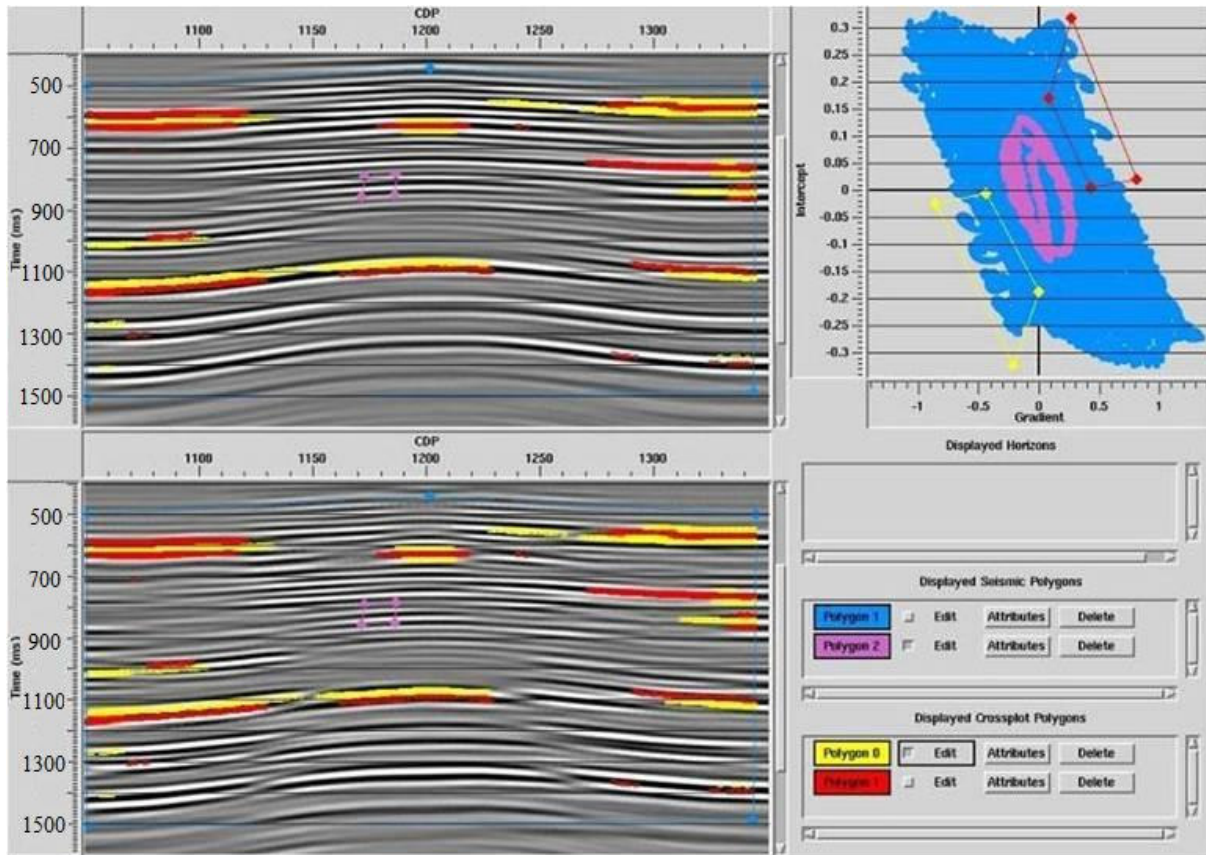 CDP
1100 1150 1200 1250 1300
Time (ms)
500
700
900
1100
1300
1500
Intercept
0.3
0.25
0.2
0.15
0.1
0.05
0
-0.05
-0.1
-0.15
-0.2
-0.25
-0.3
-1 -0.5 0 0.5 1
Gradient
CDP
1100 1150 1200 1250 1300
Time (ms)
500
700
900
1100
1300
1500
Displayed Horizons
Displayed Seismic Polygons
Polygon 1 Edit Attributes Delete
Polygon 2 Edit Attributes Delete
Displayed Crossplot Polygons
Polygon 0 Edit Attributes Delete
Polygon 1 Edit Attributes Delete